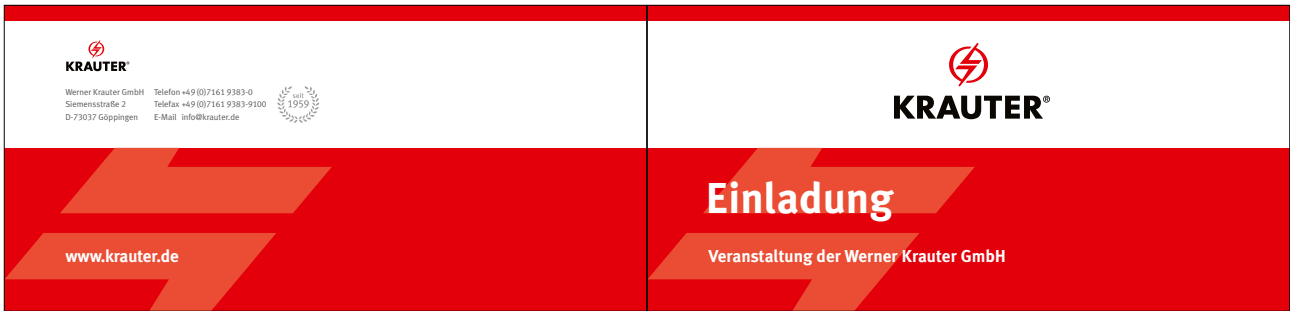 KRAUTER®
Werner Krauter GmbH
Siemensstraße 2
D-73037 Göppingen
Telefon +49 (0)7161 9383-0
Telefax +49 (0)7161 9383-9100
E-Mail info@krauter.de
seit
1959
www.krauter.de
KRAUTER®
Einladung
Veranstaltung der Werner Krauter GmbH